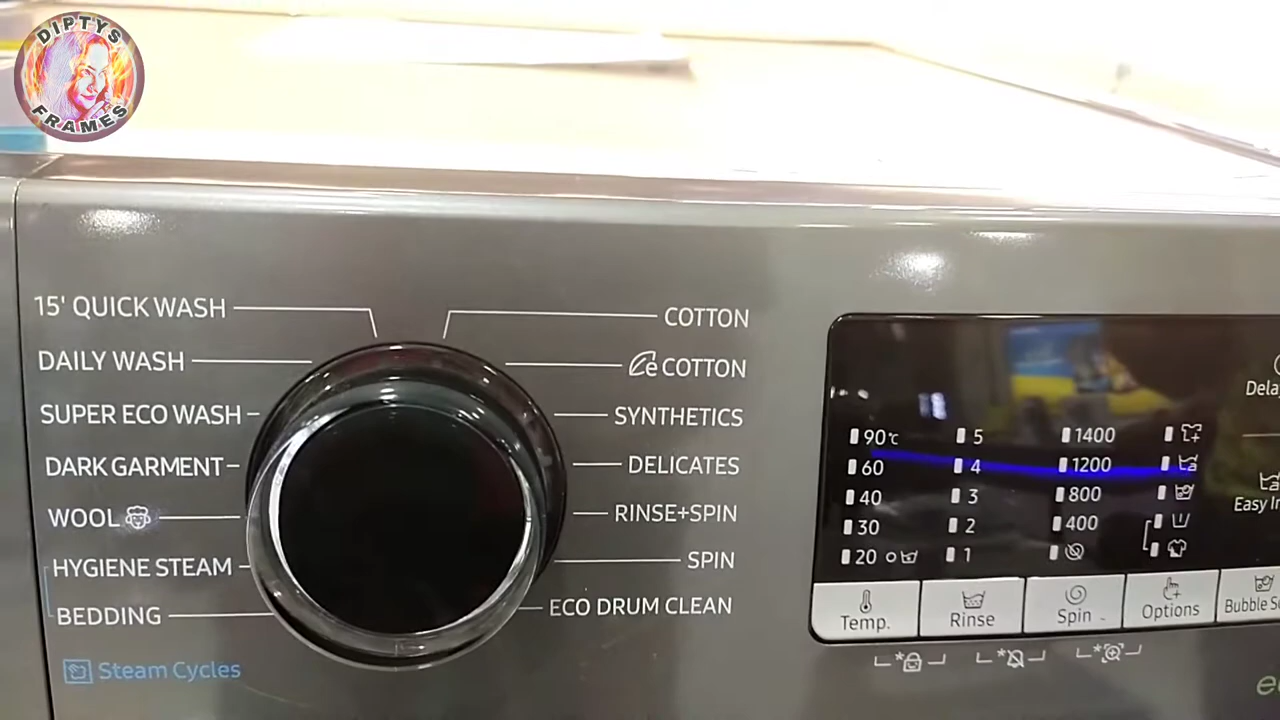 DIPTYS
FRAMES
15' QUICK WASH
DAILY WASH
SUPER ECO WASH
DARK GARMENT
WOOL
HYGIENE STEAM
BEDDING
Steam Cycles
COTTON
e COTTON
SYNTHETICS
DELICATES
RINSE+SPIN
SPIN
ECO DRUM CLEAN
90℃ 5 1400
60 4 1200
40 3 800
30 2 400
20 1
Temp. Rinse Spin Options Bubble
Easy